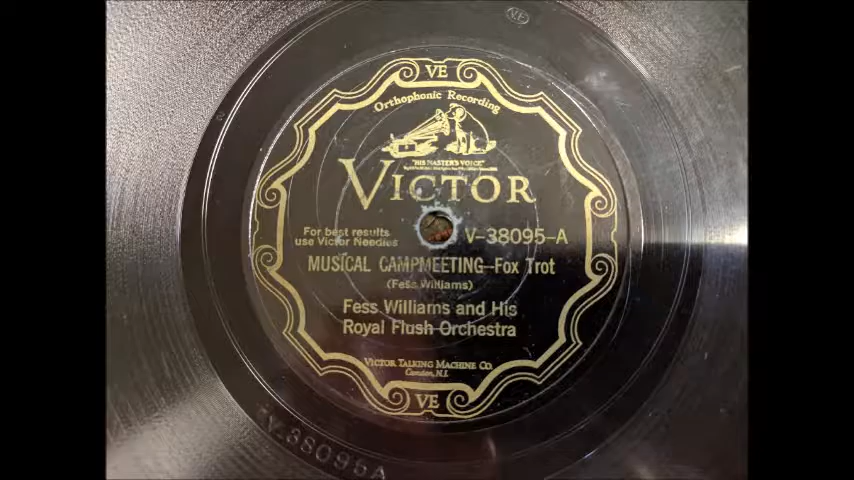 VE
VE
Orthophonic Recording
"HIS MASTER'S VOICE"
VICTOR
For best results
use Victor Needles
V-38095-A
MUSICAL CAMPMEETING-Fox Trot
(Fess Williams)
Fess Williams and His
Royal Flush Orchestra
VICTOR TALKING MACHINE CO.
Camden, N.J.
VE
V-38095A